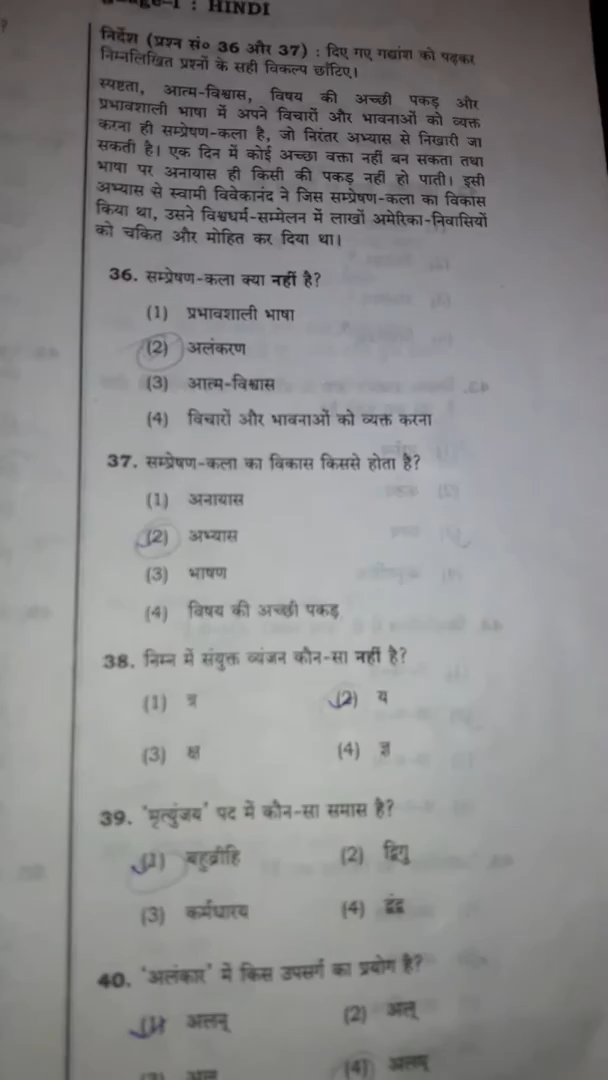 I : HINDI
निर्देश (प्रश्न सं० 36 और 37) : दिए गए गद्यांश को पढ़कर
निम्नलिखित प्रश्नों के सही विकल्प छाँटिए।
स्पष्टता, आत्म-विश्वास, विषय की अच्छी पकड़ और
प्रभावशाली भाषा में अपने विचारों और भावनाओं को व्यक्त
करना ही सम्प्रेषण-कला है, जो निरंतर अभ्यास से निखारी जा
सकती है। एक दिन में कोई अच्छा वक्ता नहीं बन सकता तथा
भाषा पर अनायास ही किसी की पकड़ नहीं हो पाती। इसी
अभ्यास से स्वामी विवेकानंद ने जिस सम्प्रेषण-कला का विकास
किया था, उसने विश्वधर्म-सम्मेलन में लाखों अमेरिका-निवासियों
को चकित और मोहित कर दिया था।
36. सम्प्रेषण-कला क्या नहीं है?
(1) प्रभावशाली भाषा
(2) अलंकरण
(3) आत्म-विश्वास
(4) विचारों और भावनाओं को व्यक्त करना
37. सम्प्रेषण-कला का विकास किससे होता है?
(1) अनायास
(2) अभ्यास
(3) भाषण
(4) विषय की अच्छी पकड़
38. निम्न में संयुक्त व्यंजन कौन-सा नहीं है?
(1) त्र (2) य
(3) क्ष (4) ज्ञ
39. 'मृत्युंजय' पद में कौन-सा समास है?
(1) बहुव्रीहि (2) द्विगु
(3) कर्मधारय (4) द्वंद्व
40. 'अलंकार' में किस उपसर्ग का प्रयोग है?
(1) अलन् (2) अल्
(4) अलम्